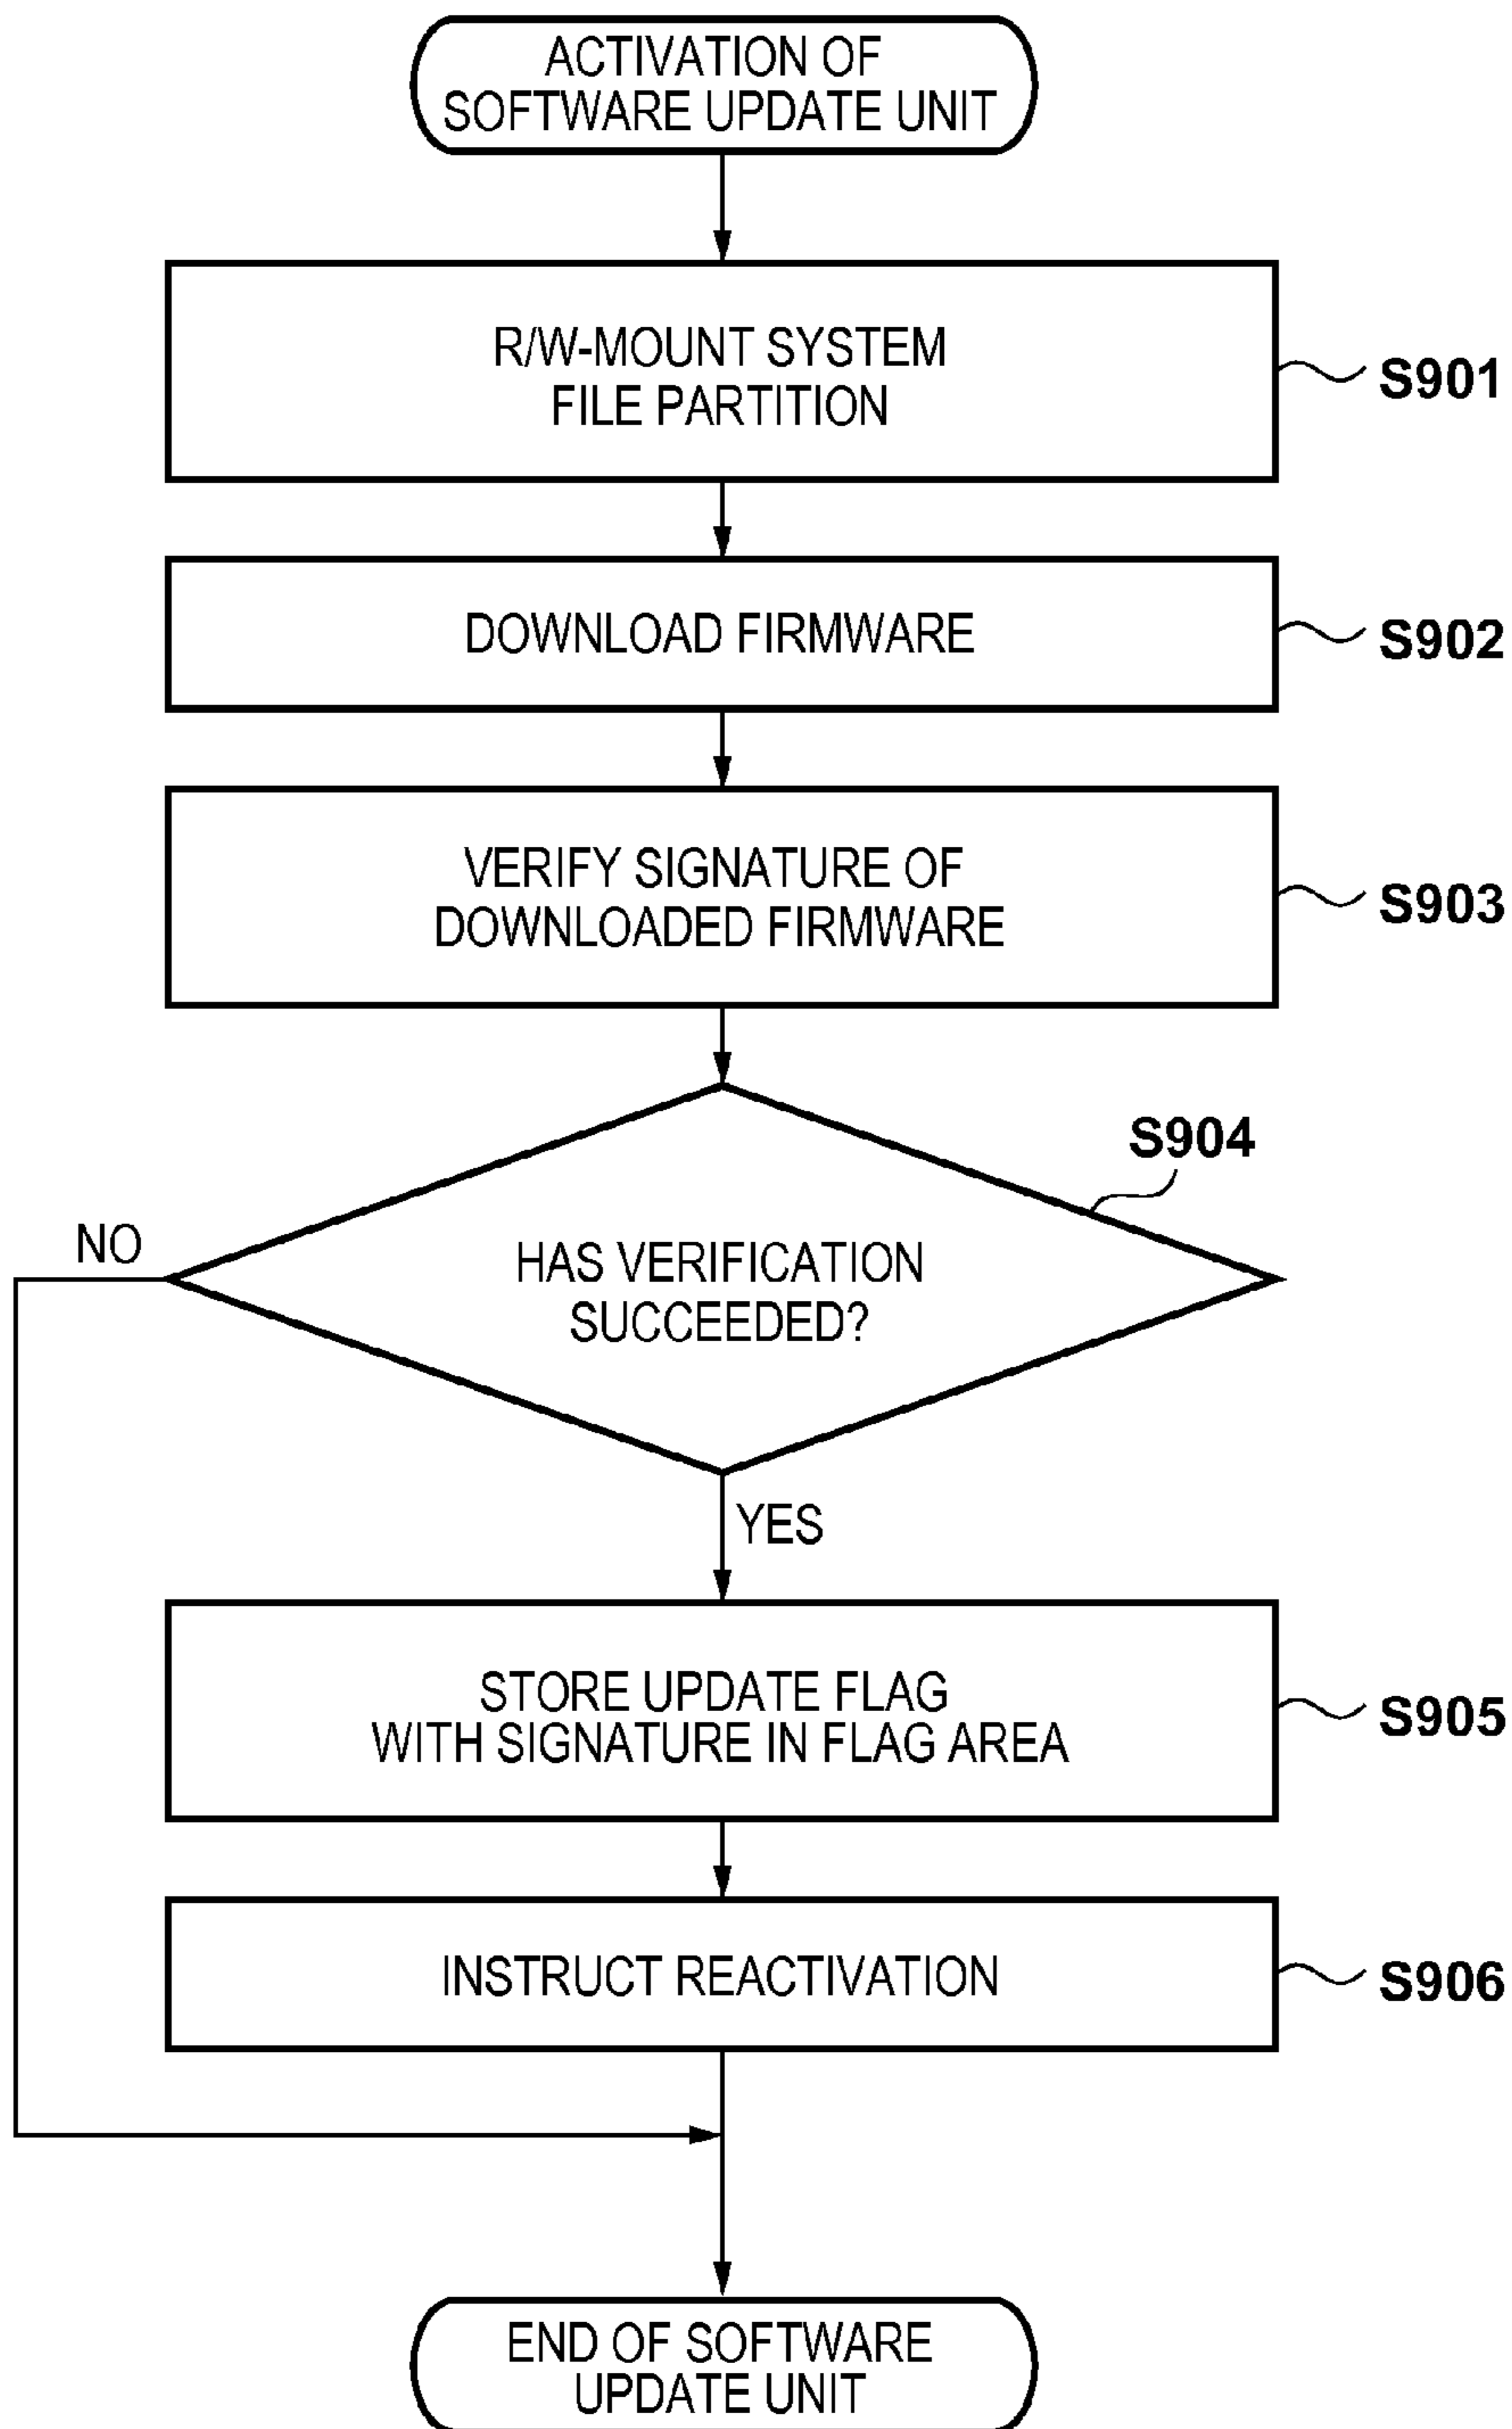 ACTIVATION OF
SOFTWARE UPDATE UNIT
R/W-MOUNT SYSTEM
FILE PARTITION
S901
DOWNLOAD FIRMWARE
S902
VERIFY SIGNATURE OF
DOWNLOADED FIRMWARE
S903
S904
NO
HAS VERIFICATION
SUCCEEDED?
YES
STORE UPDATE FLAG
WITH SIGNATURE IN FLAG AREA
S905
INSTRUCT REACTIVATION
S906
END OF SOFTWARE
UPDATE UNIT